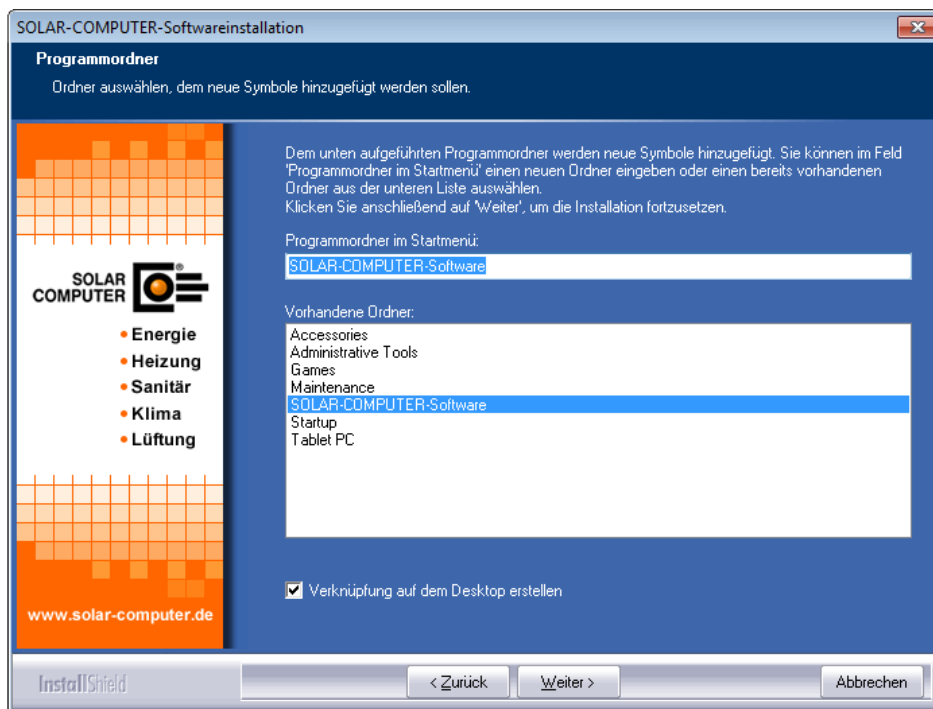 SOLAR-COMPUTER-Softwareinstallation
Programmordner
Ordner auswählen, dem neue Symbole hinzugefügt werden sollen.
Dem unten aufgeführten Programmordner werden neue Symbole hinzugefügt. Sie können im Feld
'Programmordner im Startmenü' einen neuen Ordner eingeben oder einen bereits vorhandenen
Ordner aus der unteren Liste auswählen.
Klicken Sie anschließend auf 'Weiter', um die Installation fortzusetzen.
Programmordner im Startmenü:
SOLAR-COMPUTER-Software
Vorhandene Ordner:
Accessories
Administrative Tools
Games
Maintenance
SOLAR-COMPUTER-Software
Startup
Tablet PC
Verknüpfung auf dem Desktop erstellen
SOLAR
COMPUTER ®
• Energie
• Heizung
• Sanitär
• Klima
• Lüftung
www.solar-computer.de
InstallShield
< Zurück
Weiter >
Abbrechen